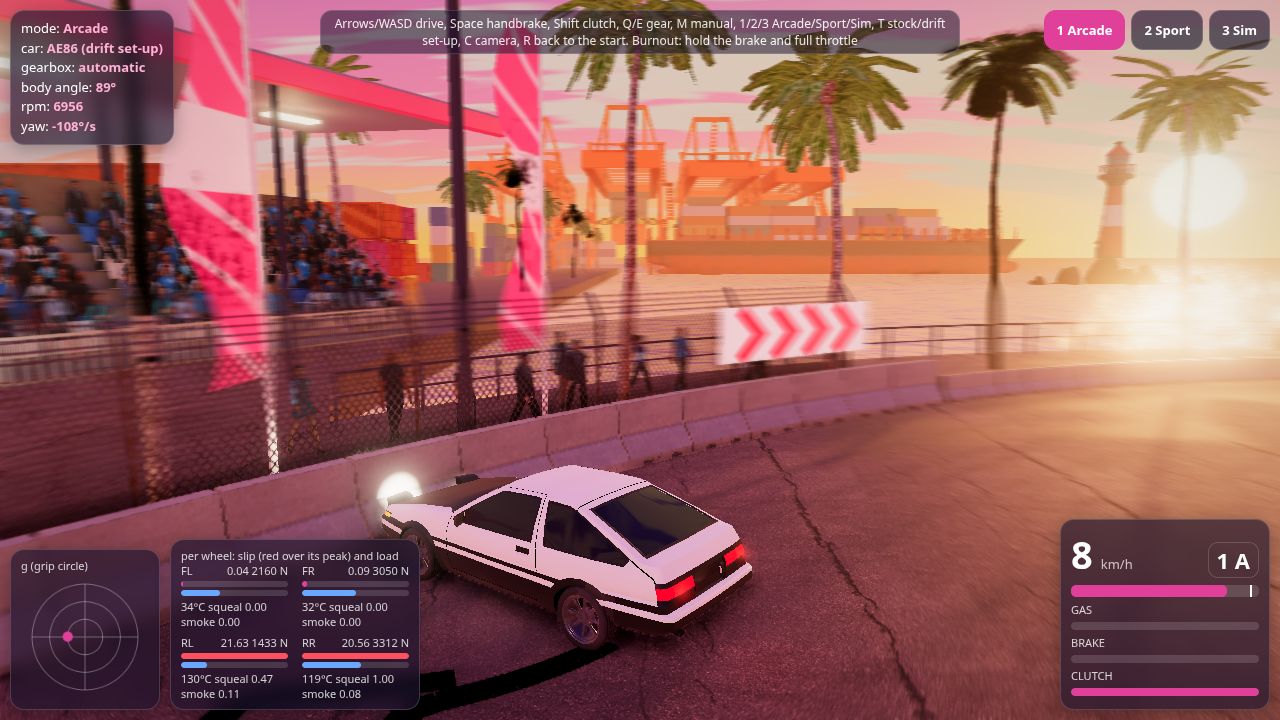 mode: Arcade
car: AE86 (drift set-up)
gearbox: automatic
body angle: 89°
rpm: 6956
yaw: -108°/s
Arrows/WASD drive, Space handbrake, Shift clutch, Q/E gear, M manual, 1/2/3 Arcade/Sport/Sim, T stock/drift
set-up, C camera, R back to the start. Burnout: hold the brake and full throttle
1 Arcade
2 Sport
3 Sim
g (grip circle)
per wheel: slip (red over its peak) and load
FL 0.04 2160 N
FR 0.09 3050 N
34°C squeal 0.00
smoke 0.00
32°C squeal 0.00
smoke 0.00
RL 21.63 1433 N
RR 20.56 3312 N
130°C squeal 0.47
smoke 0.11
119°C squeal 1.00
smoke 0.08
8 km/h
1 A
GAS
BRAKE
CLUTCH